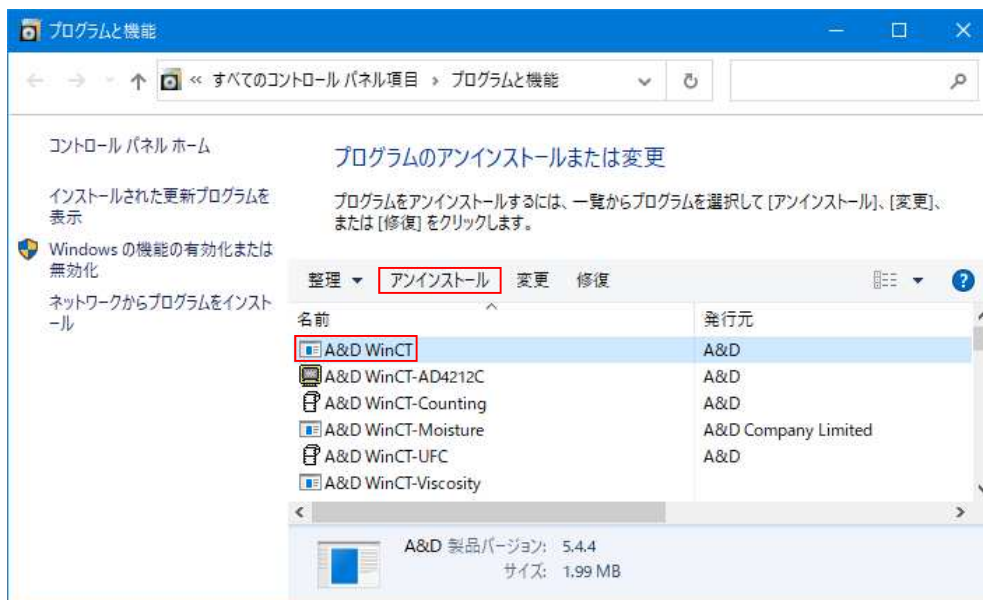 プログラムと機能
« すべてのコントロール パネル項目 › プログラムと機能
コントロール パネル ホーム
インストールされた更新プログラムを
表示
Windows の機能の有効化または
無効化
ネットワークからプログラムをインスト
ール
プログラムのアンインストールまたは変更
プログラムをアンインストールするには、一覧からプログラムを選択して [アンインストール]、[変更]、
または [修復] をクリックします。
整理 アンインストール 変更 修復
名前 発行元
A&D WinCT A&D
A&D WinCT-AD4212C A&D
A&D WinCT-Counting A&D
A&D WinCT-Moisture A&D Company Limited
A&D WinCT-UFC A&D
A&D WinCT-Viscosity
A&D 製品バージョン: 5.4.4
サイズ: 1.99 MB